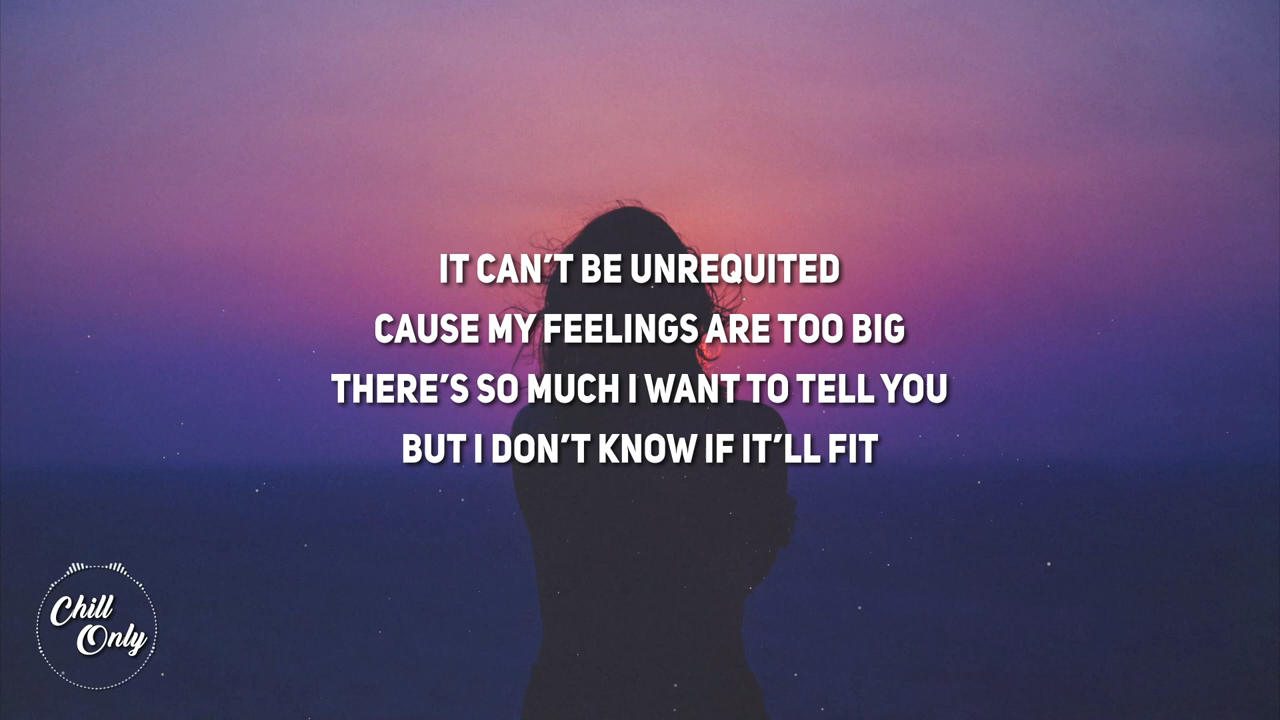 IT CAN'T BE UNREQUITED
CAUSE MY FEELINGS ARE TOO BIG
THERE'S SO MUCH I WANT TO TELL YOU
BUT I DON'T KNOW IF IT'LL FIT
Chill
Only